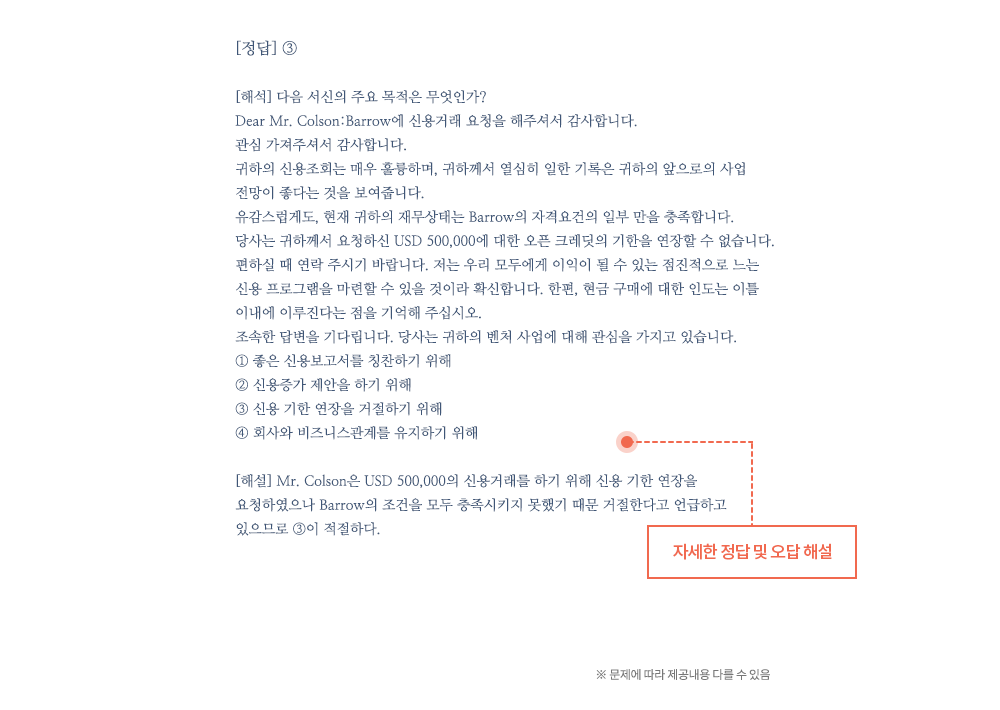 [정답] ③
[해석] 다음 서신의 주요 목적은 무엇인가?
Dear Mr. Colson:Barrow에 신용거래 요청을 해주셔서 감사합니다.
관심 가져주셔서 감사합니다.
귀하의 신용조회는 매우 훌륭하며, 귀하께서 열심히 일한 기록은 귀하의 앞으로의 사업
전망이 좋다는 것을 보여줍니다.
유감스럽게도, 현재 귀하의 재무상태는 Barrow의 자격요건의 일부 만을 충족합니다.
당사는 귀하께서 요청하신 USD 500,000에 대한 오픈 크레딧의 기한을 연장할 수 없습니다.
편하실 때 연락 주시기 바랍니다. 저는 우리 모두에게 이익이 될 수 있는 점진적으로 느는
신용 프로그램을 마련할 수 있을 것이라 확신합니다. 한편, 현금 구매에 대한 인도는 이틀
이내에 이루진다는 점을 기억해 주십시오.
조속한 답변을 기다립니다. 당사는 귀하의 벤쳐 사업에 대해 관심을 가지고 있습니다.
① 좋은 신용보고서를 칭찬하기 위해
② 신용증가 제안을 하기 위해
③ 신용 기한 연장을 거절하기 위해
④ 회사와 비즈니스관계를 유지하기 위해
[해설] Mr. Colson은 USD 500,000의 신용거래를 하기 위해 신용 기한 연장을
요청하였으나 Barrow의 조건을 모두 충족시키지 못했기 때문 거절한다고 언급하고
있으므로 ③이 적절하다.
자세한 정답 및 오답 해설
※ 문제에 따라 제공내용 다를 수 있음